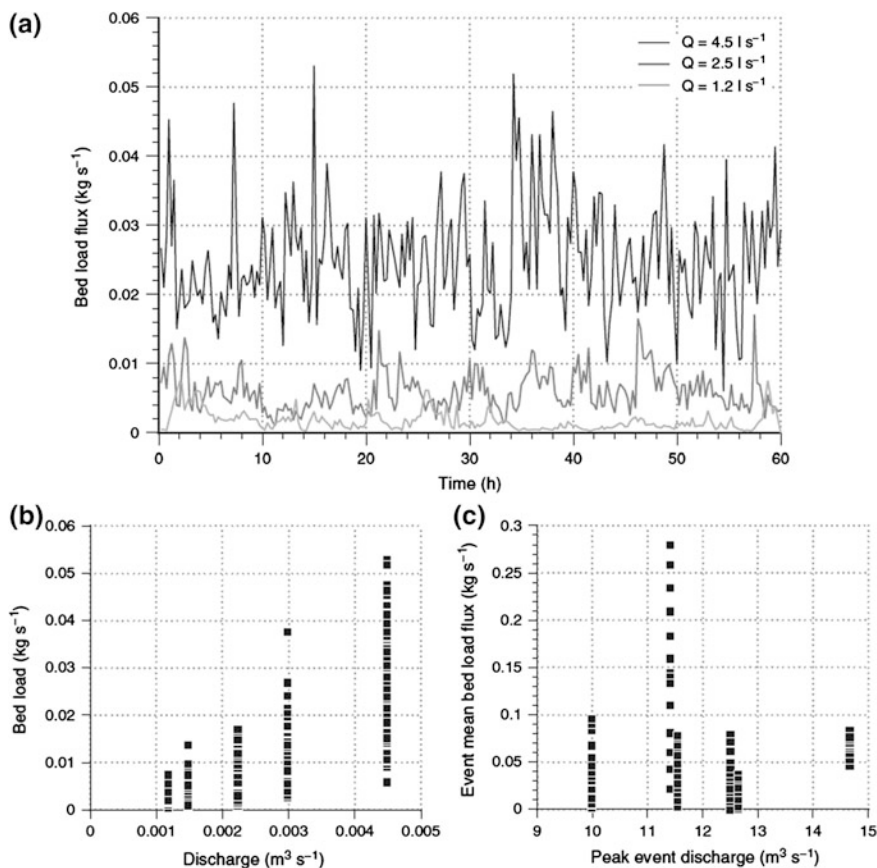 (a)
0.06
0.05
0.04
0.03
0.02
0.01
0
Bed load flux (kg s⁻¹)
Q = 4.5 l s⁻¹
Q = 2.5 l s⁻¹
Q = 1.2 l s⁻¹
0 10 20 30 40 50 60
Time (h)
(b)
0.06
0.05
0.04
0.03
0.02
0.01
0
Bed load (kg s⁻¹)
0 0.001 0.002 0.003 0.004 0.005
Discharge (m³ s⁻¹)
(c)
0.3
0.25
0.2
0.15
0.1
0.05
0
Event mean bed load flux (kg s⁻¹)
9 10 11 12 13 14 15
Peak event discharge (m³ s⁻¹)